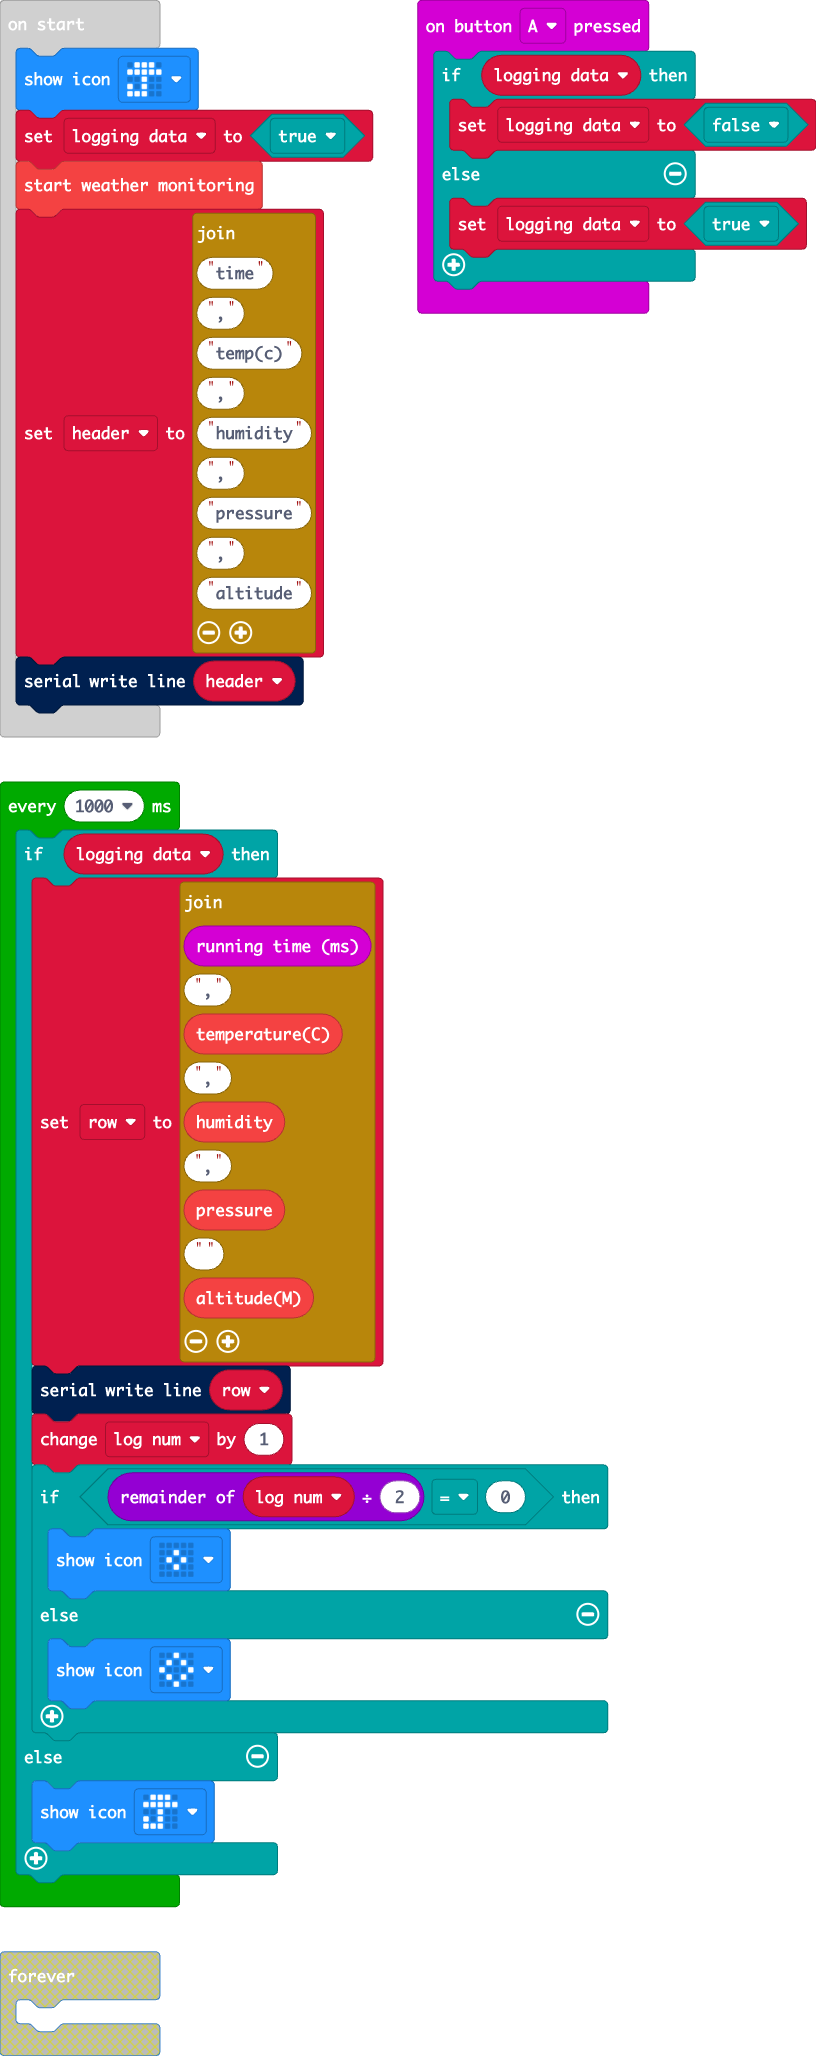 on start
show icon
set logging data to true
start weather monitoring
join
"time"
","
"temp(c)"
","
"humidity"
","
"pressure"
","
"altitude"
set header to
serial write line header
on button A pressed
if logging data then
set logging data to false
else
set logging data to true
every 1000 ms
if logging data then
join
running time (ms)
","
temperature(C)
","
humidity
","
pressure
" "
altitude(M)
set row to
serial write line row
change log num by 1
if remainder of log num ÷ 2 = 0 then
show icon
else
show icon
else
show icon
forever